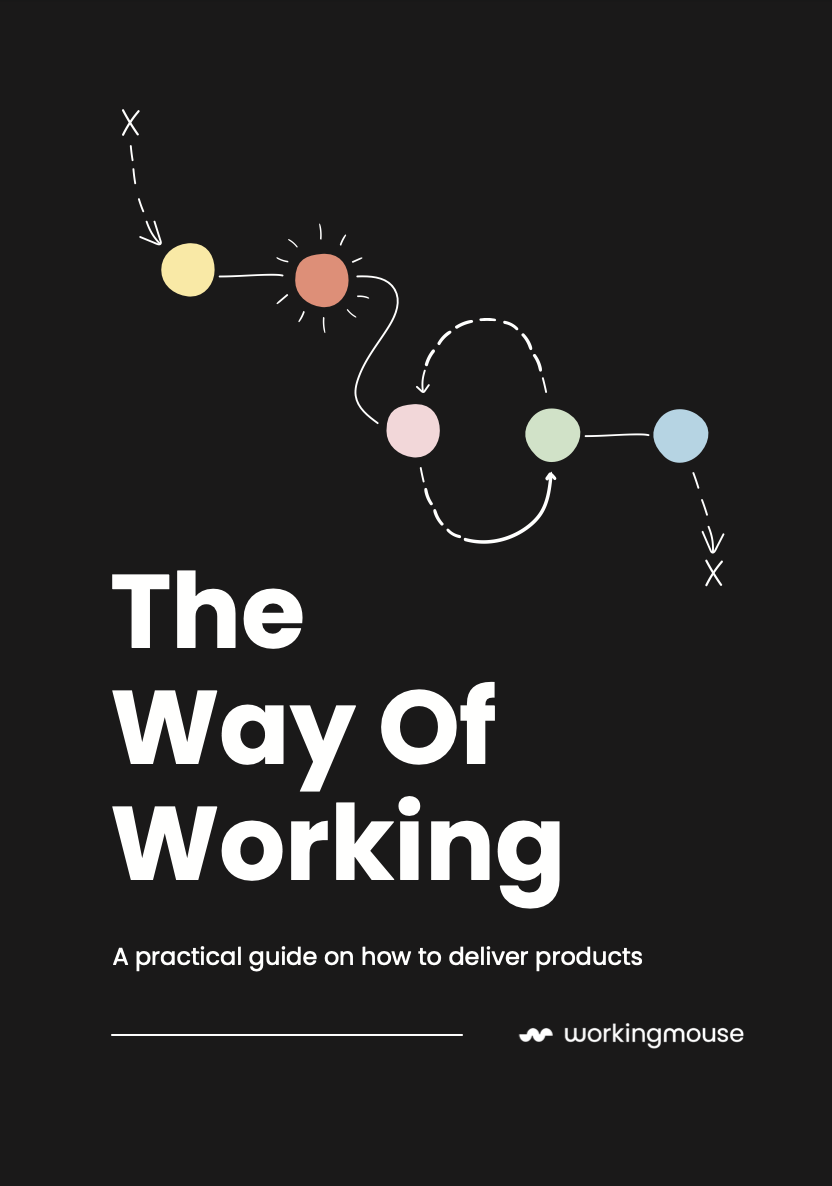 X
X
The
Way Of
Working
A practical guide on how to deliver products
workingmouse